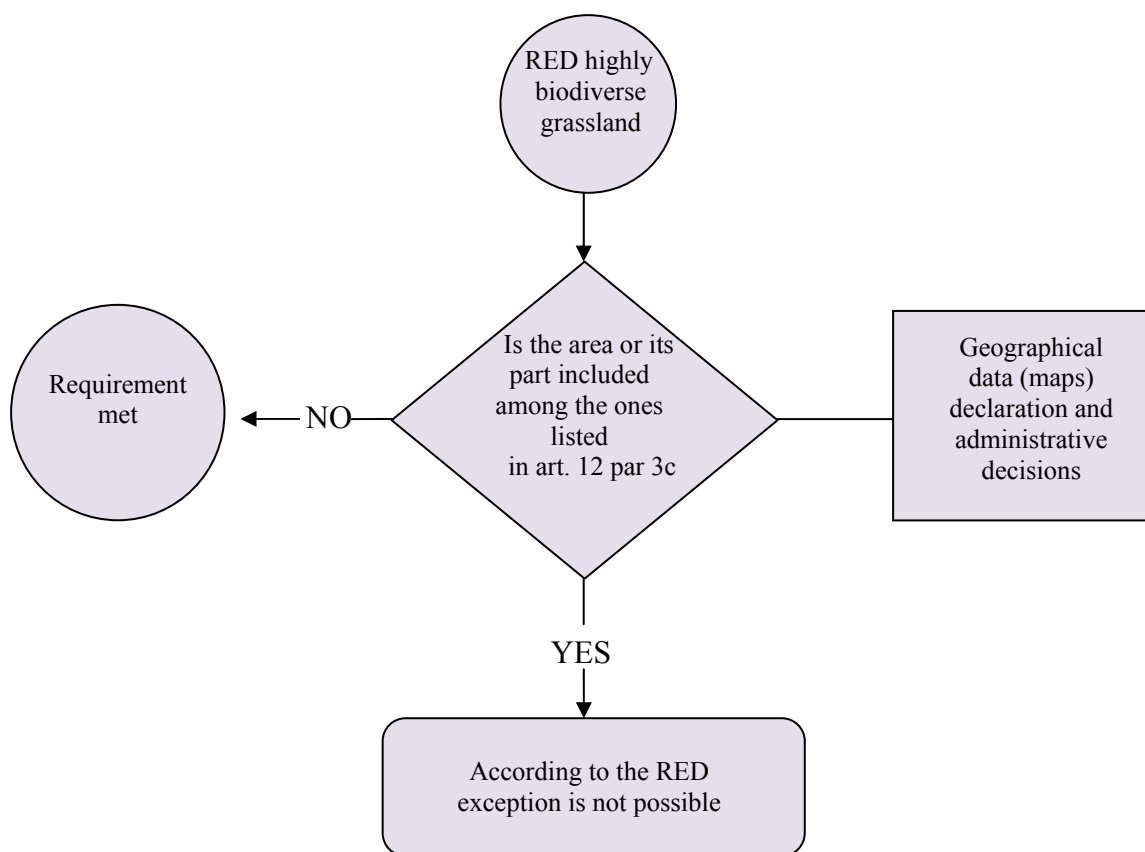 RED highly
biodiverse
grassland
Is the area or its
part included
among the ones
listed
in art. 12 par 3c
Geographical
data (maps)
declaration and
administrative
decisions
Requirement
met
NO
YES
According to the RED
exception is not possible